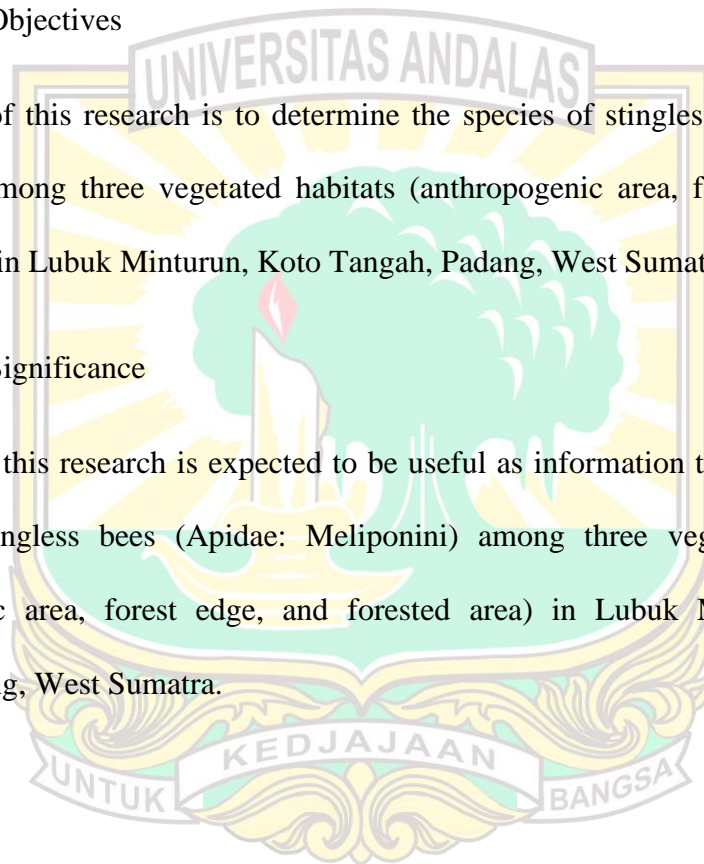 Objectives
UNIVERSITAS ANDALAS
of this research is to determine the species of stingles
mong three vegetated habitats (anthropogenic area, f
in Lubuk Minturun, Koto Tangah, Padang, West Sumat
Significance
this research is expected to be useful as information t
ngless bees (Apidae: Meliponini) among three veg
c area, forest edge, and forested area) in Lubuk M
ng, West Sumatra.
KEDJAJAAN
UNTUK
BANGSA